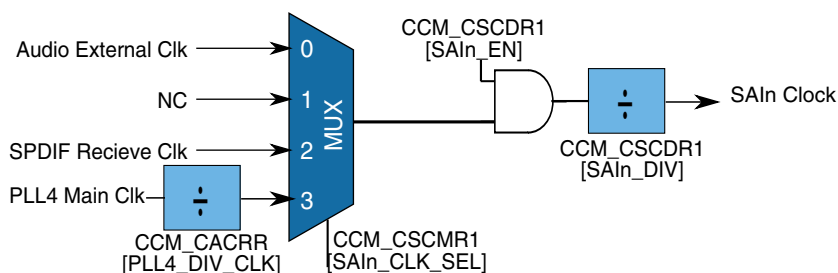 Audio External Clk
0
CCM_CSCDR1
[SAIn_EN]
NC
1
MUX
SAIn Clock
SPDIF Recieve Clk
2
CCM_CSCDR1
[SAIn_DIV]
PLL4 Main Clk
÷
3
÷
CCM_CACRR
[PLL4_DIV_CLK]
CCM_CSCMR1
[SAIn_CLK_SEL]